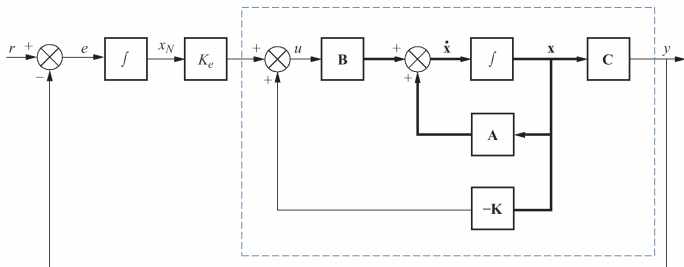 r + e ∫ x_N K_e + u B + ẋ ∫ x C y
− + +
A
−K